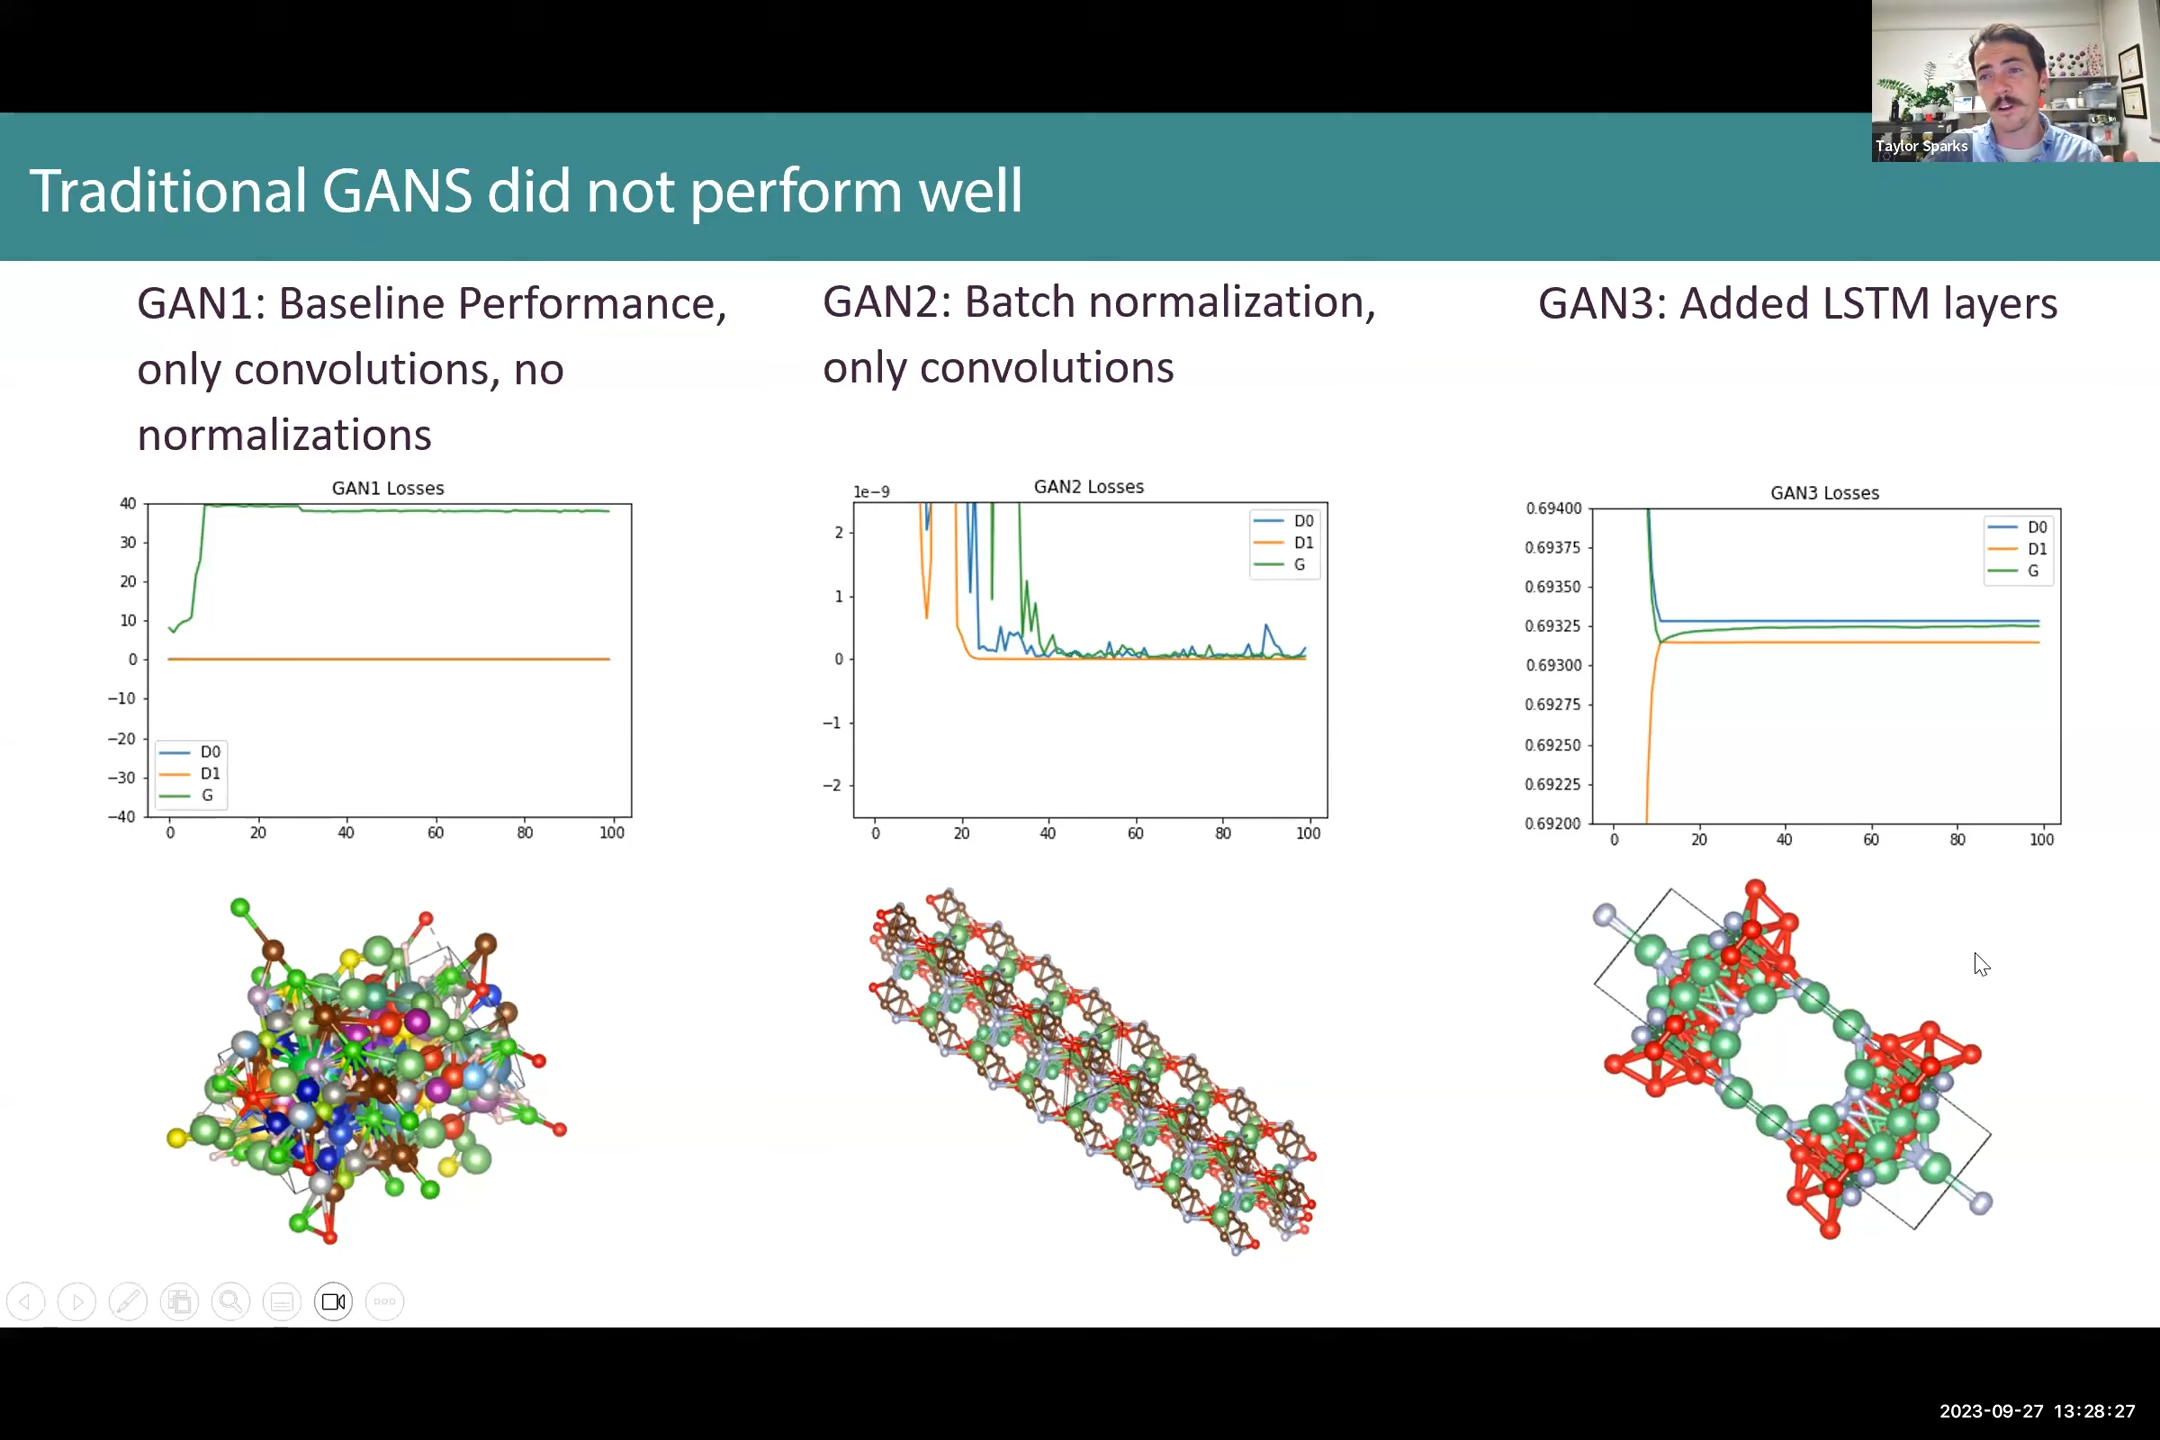 Taylor Sparks
Traditional GANS did not perform well
GAN1: Baseline Performance,
only convolutions, no
normalizations
GAN2: Batch normalization,
only convolutions
GAN3: Added LSTM layers
GAN1 Losses
40
30
20
10
0
−10
−20
−30
−40
D0
D1
G
0 20 40 60 80 100
GAN2 Losses
1e−9
2
1
0
−1
−2
D0
D1
G
0 20 40 60 80 100
GAN3 Losses
0.69400
0.69375
0.69350
0.69325
0.69300
0.69275
0.69250
0.69225
0.69200
D0
D1
G
0 20 40 60 80 100
2023-09-27 13:28:27